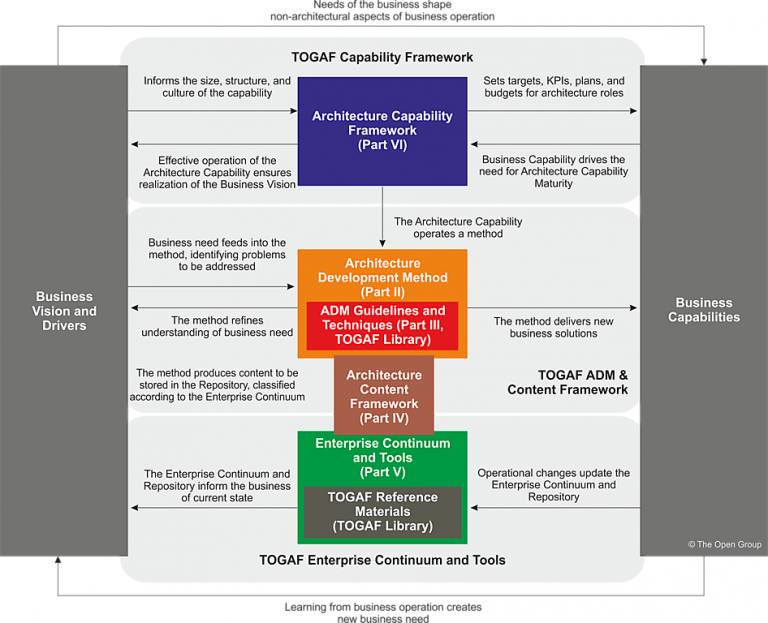 Needs of the business shape
non-architectural aspects of business operation
TOGAF Capability Framework
Informs the size, structure, and
culture of the capability
Architecture Capability
Framework
(Part VI)
Sets targets, KPIs, plans, and
budgets for architecture roles
Effective operation of the
Architecture Capability ensures
realization of the Business Vision
Business Capability drives the
need for Architecture Capability
Maturity
The Architecture Capability
operates a method
Business need feeds into the
method, identifying problems
to be addressed
Architecture
Development Method
(Part II)
ADM Guidelines and
Techniques (Part III,
TOGAF Library)
Business
Vision and
Drivers
Business
Capabilities
The method refines
understanding of business need
The method delivers new
business solutions
The method produces content to be
stored in the Repository, classified
according to the Enterprise Continuum
Architecture
Content
Framework
(Part IV)
TOGAF ADM &
Content Framework
Enterprise Continuum
and Tools
(Part V)
TOGAF Reference
Materials
(TOGAF Library)
The Enterprise Continuum and
Repository inform the business
of current state
Operational changes update the
Enterprise Continuum and
Repository
© The Open Group
TOGAF Enterprise Continuum and Tools
Learning from business operation creates
new business need